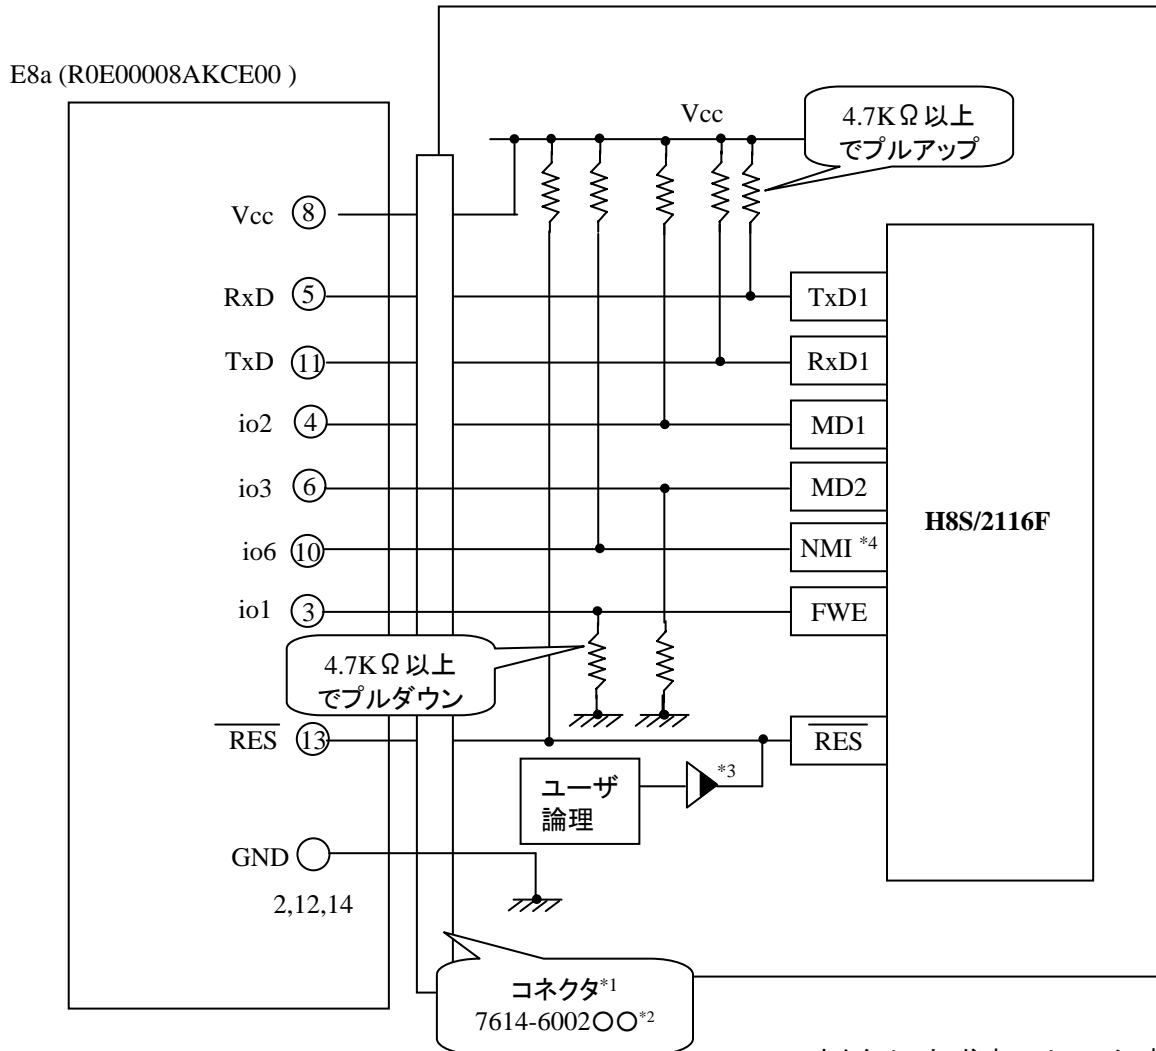 E8a (R0E00008AKCE00 )
Vcc
4.7KΩ以上
でプルアップ
Vcc 8
RxD 5
TxD1
TxD 11
RxD1
io2 4
MD1
io3 6
MD2
H8S/2116F
io6 10
NMI *4
io1 3
FWE
4.7KΩ以上
でプルダウン
RES 13
RES
*3
ユーザ
論理
GND
2,12,14
コネクタ*1
7614-6002〇〇*2